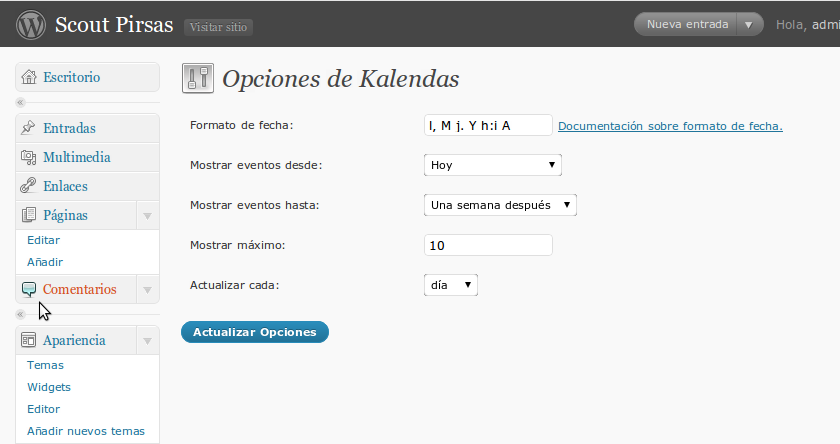 Scout Pirsas
Visitar sitio
Nueva entrada
Hola, admi
Escritorio
Entradas
Multimedia
Enlaces
Páginas
Editar
Añadir
Comentarios
Apariencia
Temas
Widgets
Editor
Añadir nuevos temas
Opciones de Kalendas
Formato de fecha: l, M j. Y h:i A Documentación sobre formato de fecha.
Mostrar eventos desde: Hoy
Mostrar eventos hasta: Una semana después
Mostrar máximo: 10
Actualizar cada: día
Actualizar Opciones